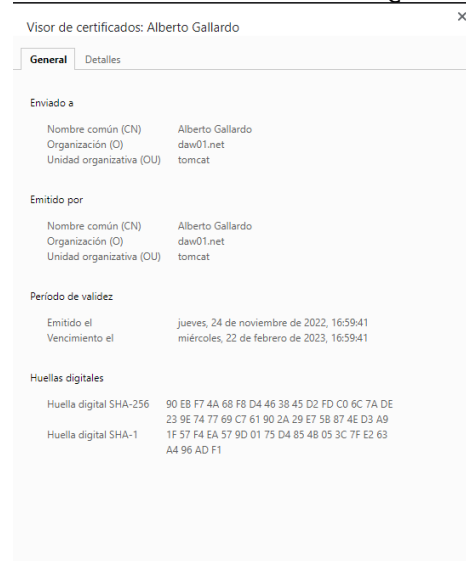 Visor de certificados: Alberto Gallardo
General Detalles
Enviado a
Nombre común (CN) Alberto Gallardo
Organización (O) daw01.net
Unidad organizativa (OU) tomcat
Emitido por
Nombre común (CN) Alberto Gallardo
Organización (O) daw01.net
Unidad organizativa (OU) tomcat
Período de validez
Emitido el jueves, 24 de noviembre de 2022, 16:59:41
Vencimiento el miércoles, 22 de febrero de 2023, 16:59:41
Huellas digitales
Huella digital SHA-256 90 EB F7 4A 68 F8 D4 46 38 45 D2 FD C0 6C 7A DE
23 9E 74 77 69 C7 61 90 2A 29 E7 5B 87 4E D3 A9
Huella digital SHA-1 1F 57 F4 EA 57 9D 01 75 D4 85 4B 05 3C 7F E2 63
A4 96 AD F1